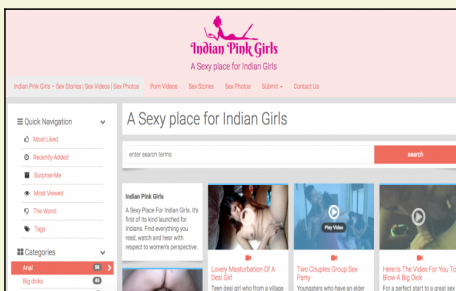 Indian Pink Girls
A Sexy place for Indian Girls
Indian Pink Girls – Sex Stories | Sex Videos | Sex Photos
Porn Videos
Sex Stories
Sex Photos
Submit
Contact Us
Quick Navigation
Most Liked
Recently Added
Surprise Me
Most Viewed
The Worst
Tags
Categories
Anal
Big dicks
A Sexy place for Indian Girls
enter search terms
search
Indian Pink Girls
A Sexy Place For Indian Girls. It's
first of its kind launched for
Indians. Find everything you
read, watch and hear with
respect to women's perspective.
Lovely Masturbation Of A
Desi Girl
Teen desi girl who from a village
Play Video
Two Couples Group Sex
Party
Youngsters who have an elder
Here Is The Video For You To
Blow A Big Dick
For a perfect start to a great sex